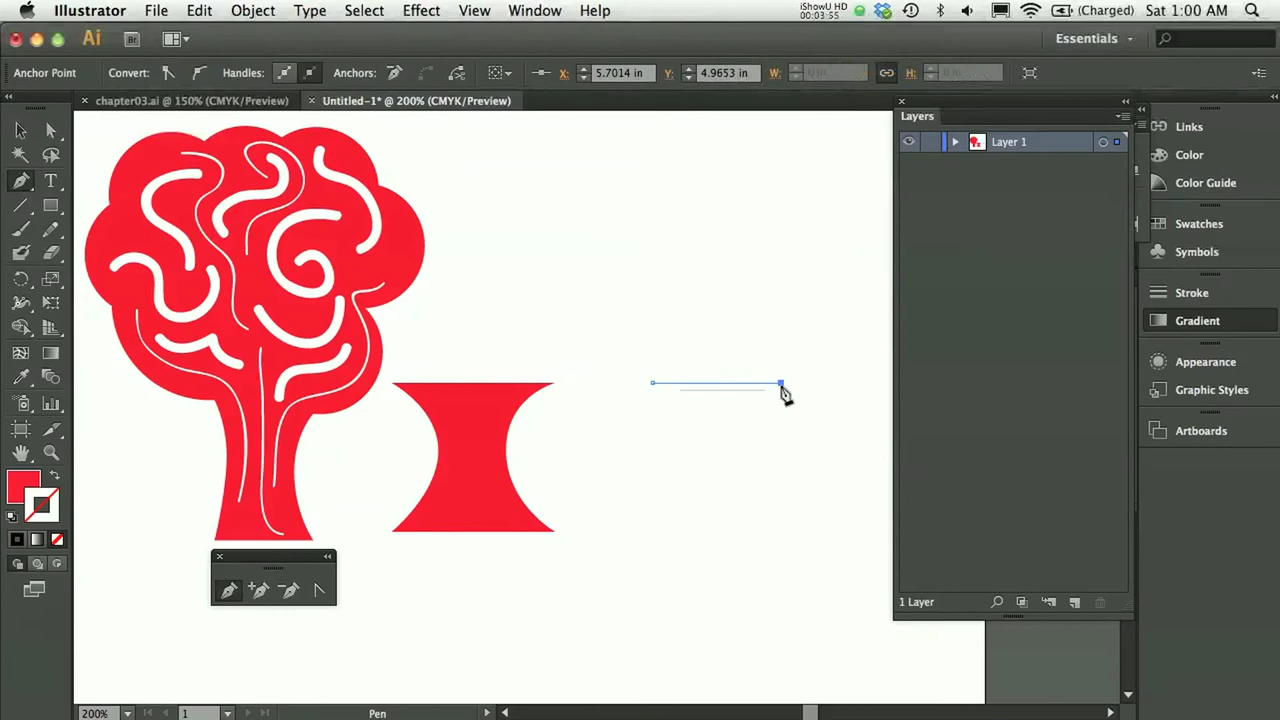 Illustrator File Edit Object Type Select Effect View Window Help iShowU HD 00:03:55 (Charged) Sat 1:00 AM
Ai Br Essentials
Anchor Point Convert: Handles: Anchors: X: 5.7014 in Y: 4.9653 in W: H:
× chapter03.ai @ 150% (CMYK/Preview) × Untitled-1* @ 200% (CMYK/Preview)
Layers
Layer 1
T
Links
Color
Color Guide
Swatches
Symbols
Stroke
Gradient
Appearance
Graphic Styles
Artboards
1 Layer
200% 1 Pen